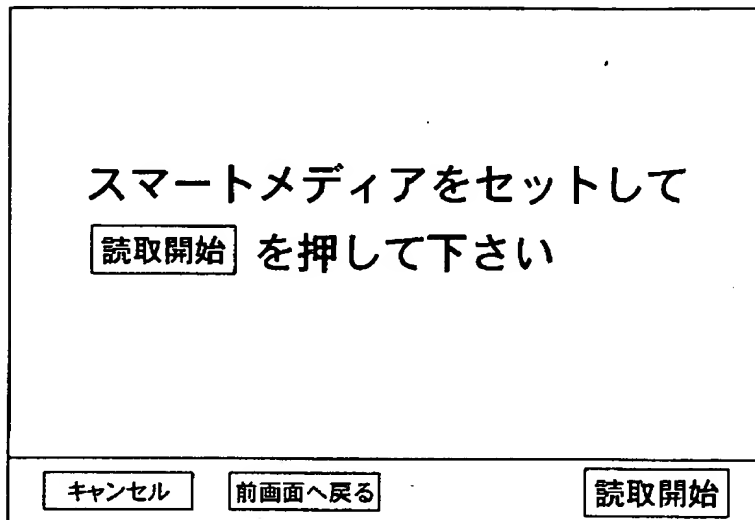 スマートメディアをセットして
読取開始 を押して下さい
キャンセル 前画面へ戻る 読取開始